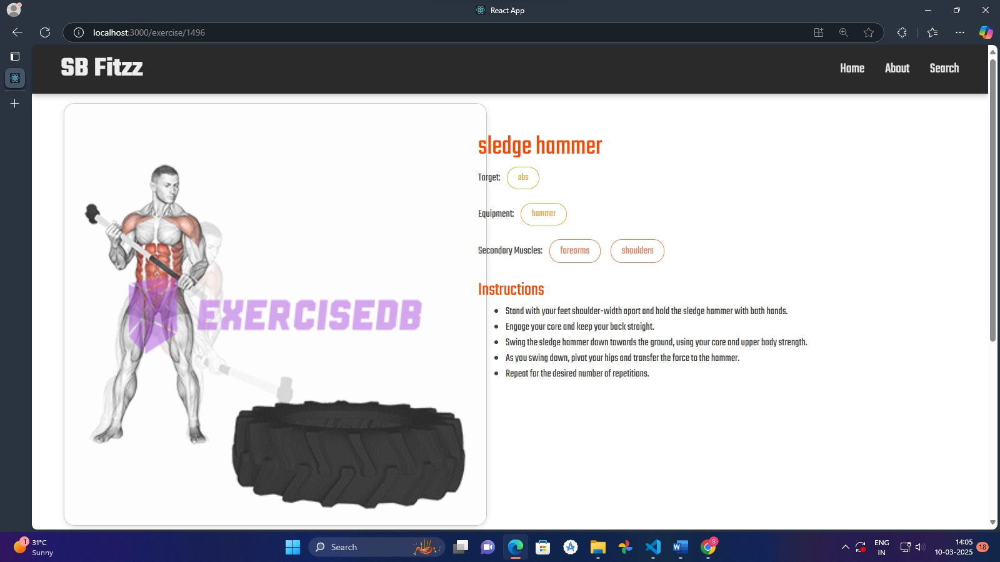 React App
localhost:3000/exercise/1496
SB Fitzz
Home About Search
sledge hammer
Target: abs
Equipment: hammer
Secondary Muscles: forearms shoulders
Instructions
Stand with your feet shoulder-width apart and hold the sledge hammer with both hands.
Engage your core and keep your back straight.
Swing the sledge hammer down towards the ground, using your core and upper body strength.
As you swing down, pivot your hips and transfer the force to the hammer.
Repeat for the desired number of repetitions.
EXERCISEDB
1
31°C
Sunny
Search
W
S
ENG
IN
14:05
10-03-2025
18